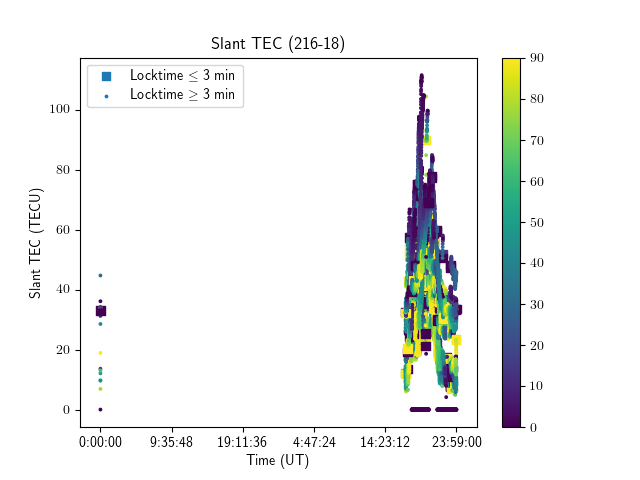 Slant TEC (216-18)
Locktime ≤ 3 min
Locktime ≥ 3 min
Slant TEC (TECU)
100
80
60
40
20
0
0:00:00 9:35:48 19:11:36 4:47:24 14:23:12 23:59:00
Time (UT)
90
80
70
60
50
40
30
20
10
0